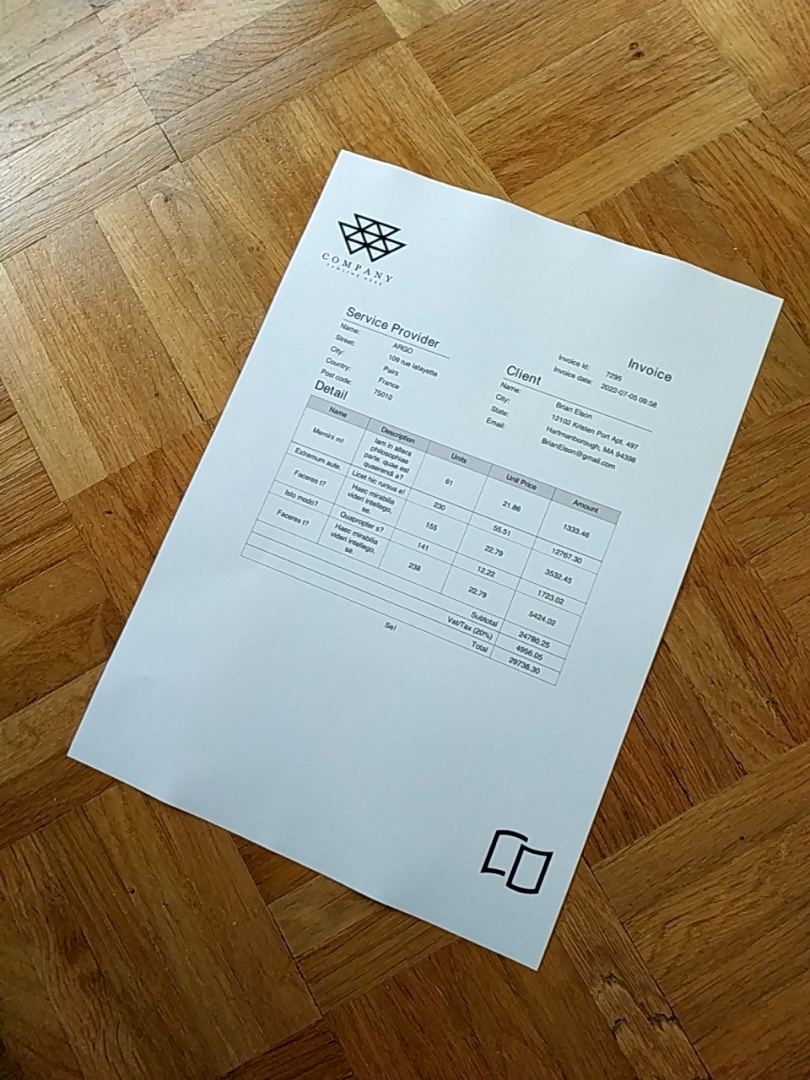 COMPANY
Invoice
Invoice Id: 7295
Invoice date: 2022-07-05 09:58
Service Provider
Name: ARGO
Street: 109 rue lafayette
City: Pairs
Country: France
Post code: 75010
Client
Name: Brian Elson
City: 12102 Kristen Port Apt. 497
State: Hartmanborough, MA 94398
Email: BrianElson@gmail.com
Detail
Name Description Units Unit Price Amount
Memini m! Iam in altera philosophiae parte, quae est quaerendi a? 61 21.86 1333.46
Extremum aute. Licet hic rursus e! 230 55.51 12767.30
Faceres t? Haec mirabilia videri intellego, se. 155 22.79 3532.45
Isto modo? Quapropter s? 141 12.22 1723.02
Faceres t? Haec mirabilia videri intellego, se. 238 22.79 5424.02
Subtotal 24780.25
Vat/Tax (20%) 4956.05
Total 29736.30
Se!